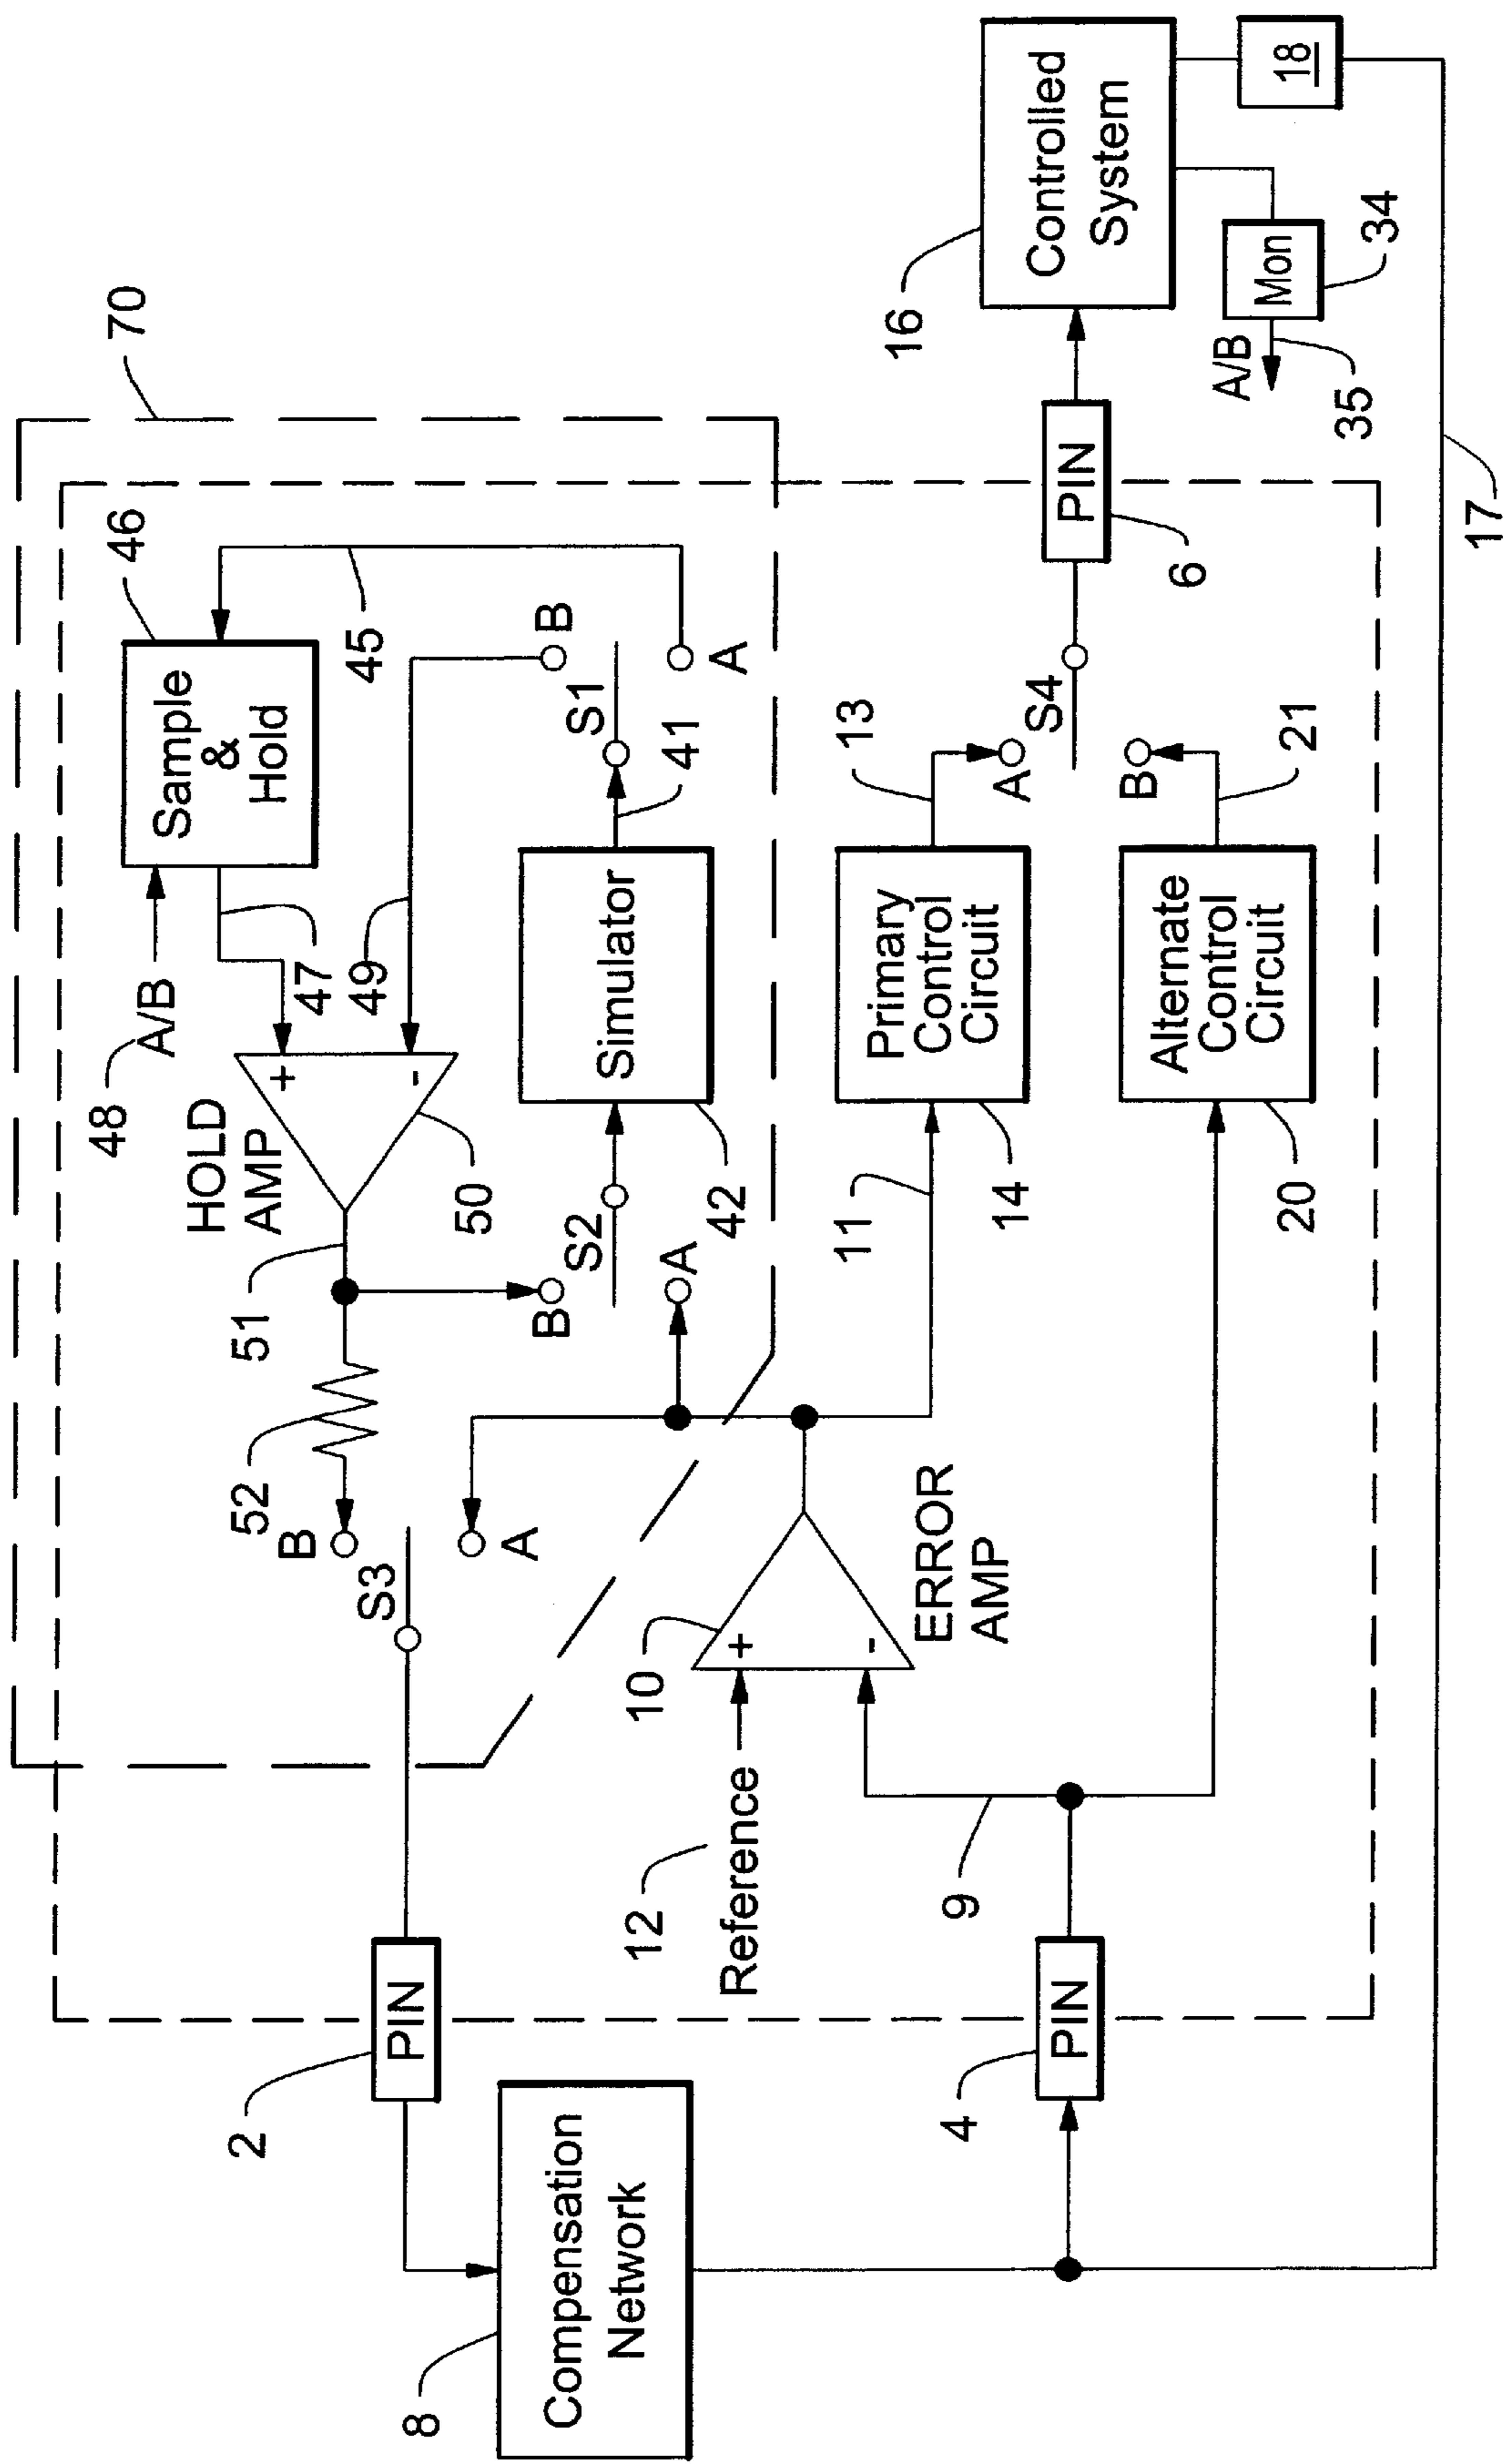 70
46
Sample
&
Hold
48
A/B
47
49
45
HOLD
AMP
+
-
50
51
52
B
S3
A
B
S2
A
Simulator
42
41
S1
B
A
2
PIN
8
Compensation
Network
10
+
-
ERROR
AMP
12
Reference
9
4
PIN
11
Primary
Control
Circuit
14
13
A
S4
B
Alternate
Control
Circuit
20
21
PIN
6
16
Controlled
System
18
Mon
34
A/B
35
17